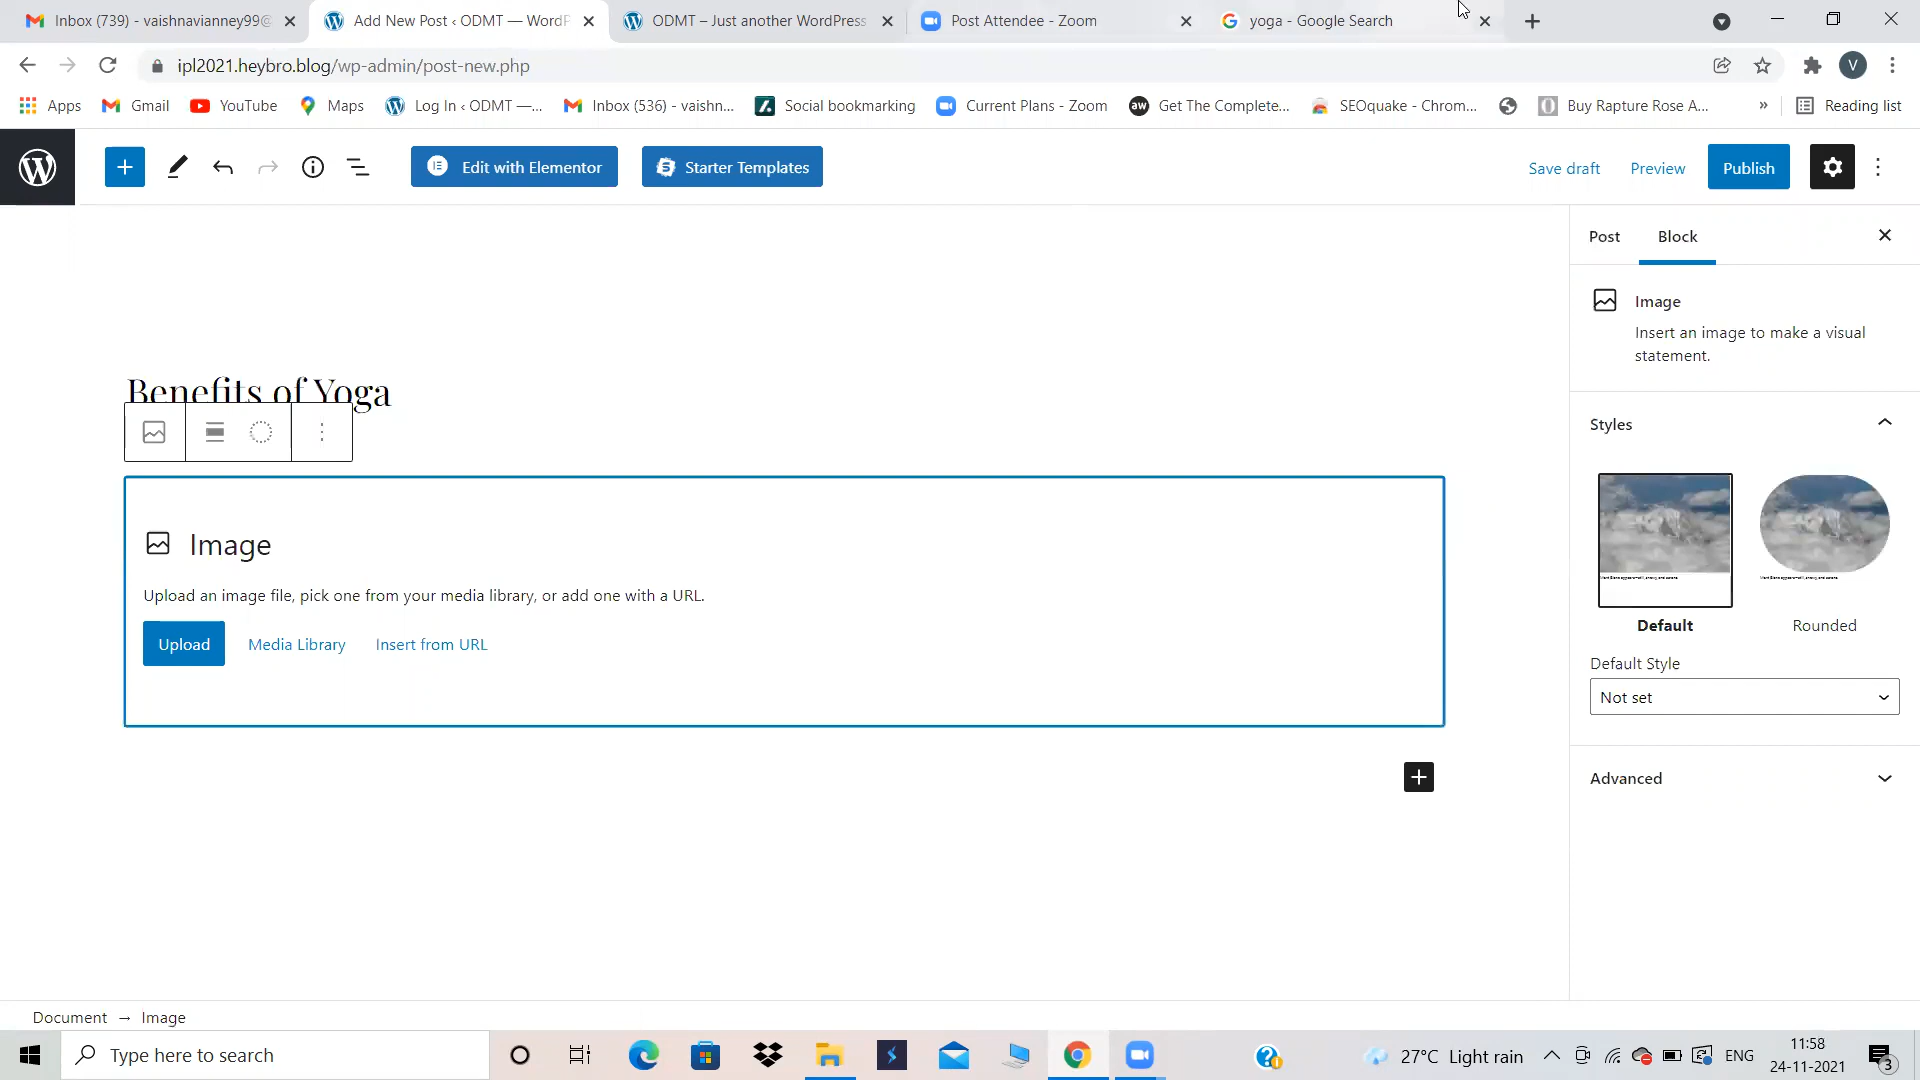 Inbox (739) - vaishnavianney99@
Add New Post ‹ ODMT — WordP
ODMT – Just another WordPress
Post Attendee - Zoom
yoga - Google Search
ipl2021.heybro.blog/wp-admin/post-new.php
V
Apps
Gmail
YouTube
Maps
Log In ‹ ODMT —...
Inbox (536) - vaishn...
Social bookmarking
Current Plans - Zoom
aw
Get The Complete...
SEOquake - Chrom...
Buy Rapture Rose A...
»
Reading list
Edit with Elementor
Starter Templates
Save draft
Preview
Publish
Post
Block
Image
Insert an image to make a visual
statement.
Benefits of Yoga
Styles
Default
Rounded
Image
Upload an image file, pick one from your media library, or add one with a URL.
Upload
Media Library
Insert from URL
Default Style
Not set
Advanced
Document → Image
Type here to search
27°C Light rain
ENG
11:58
24-11-2021
3